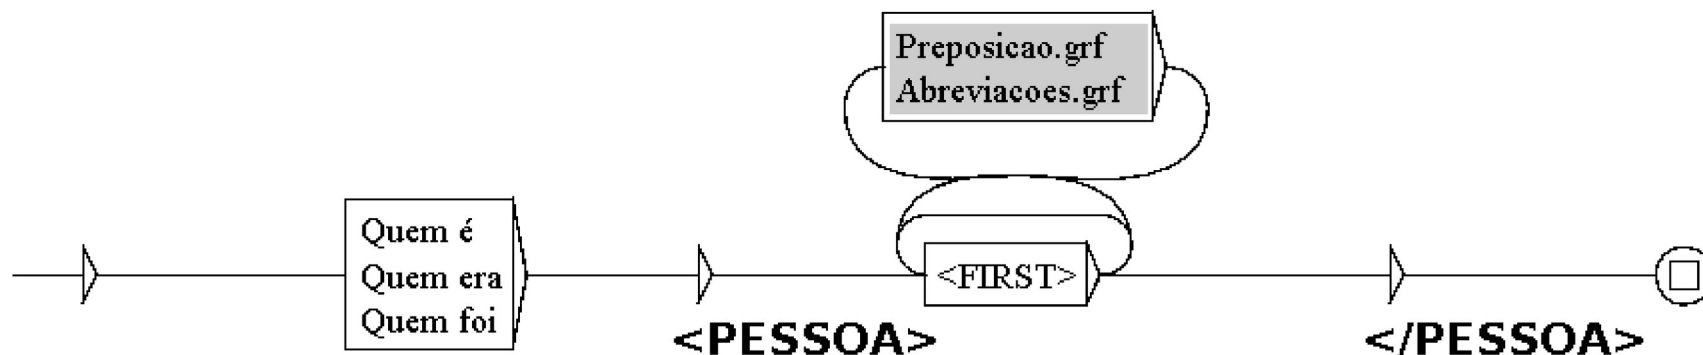 Preposicao.grf
Abreviacoes.grf
Quem é
Quem era
Quem foi
<FIRST>
<PESSOA>
</PESSOA>